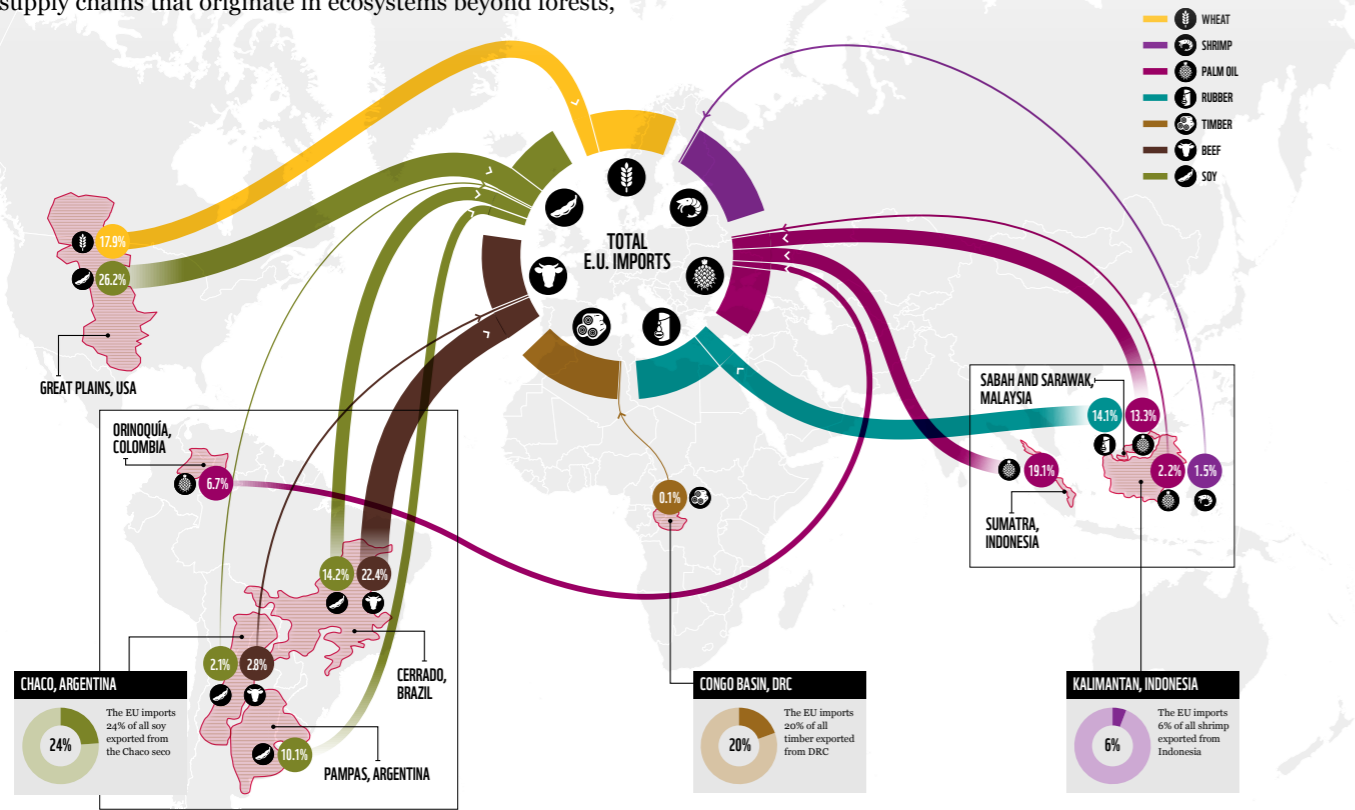 supply chains that originate in ecosystems beyond forests,
WHEAT
SHRIMP
PALM OIL
RUBBER
TIMBER
BEEF
SOY
TOTAL
E.U. IMPORTS
17.9%
26.2%
GREAT PLAINS, USA
ORINOQUÍA,
COLOMBIA
6.7%
14.2%
22.4%
2.1%
2.8%
CERRADO,
BRAZIL
10.1%
PAMPAS, ARGENTINA
CHACO, ARGENTINA
24%
The EU imports
24% of all soy
exported from
the Chaco seco
0.1%
CONGO BASIN, DRC
20%
The EU imports
20% of all
timber exported
from DRC
SABAH AND SARAWAK,
MALAYSIA
14.1%
13.3%
19.1%
2.2%
1.5%
SUMATRA,
INDONESIA
KALIMANTAN, INDONESIA
6%
The EU imports
6% of all shrimp
exported from
Indonesia